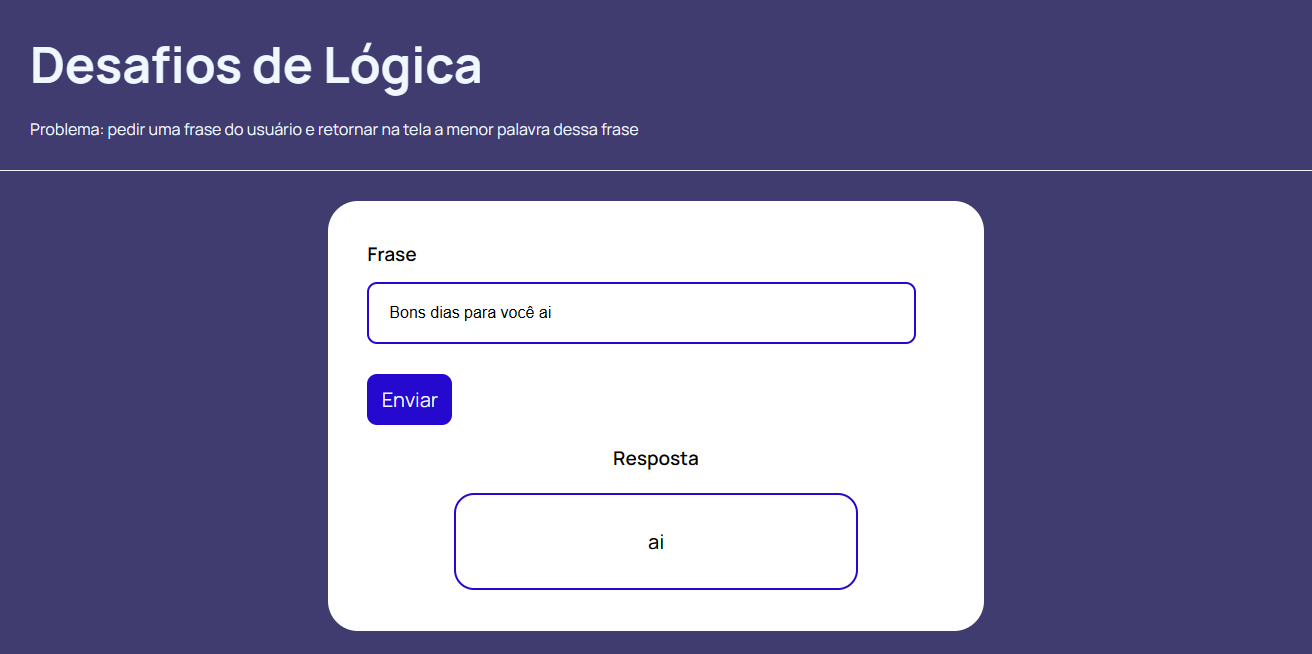 Desafios de Lógica
Problema: pedir uma frase do usuário e retornar na tela a menor palavra dessa frase
Frase
Bons dias para você ai
Enviar
Resposta
ai